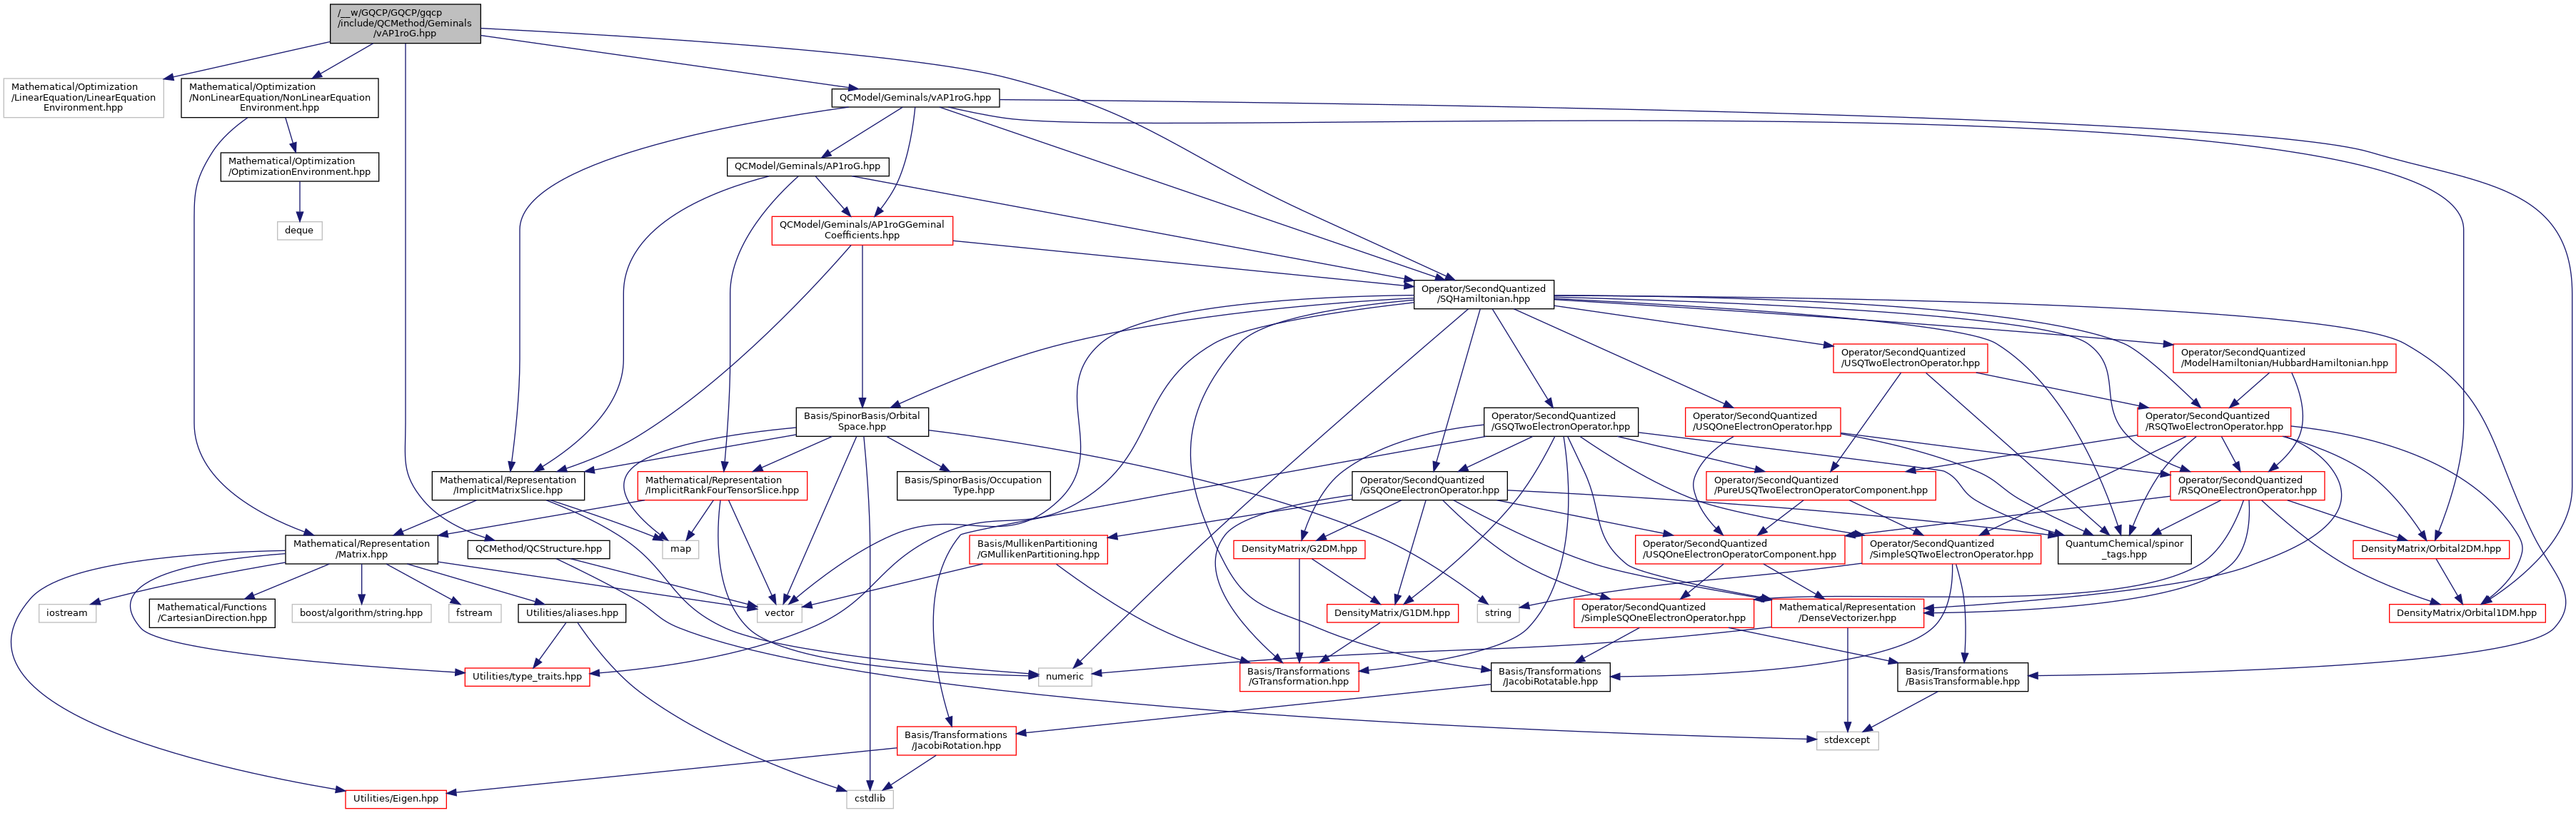 /__w/GQCP/GQCP/gqcp
/include/QCMethod/Geminals
/vAP1roG.hpp
Mathematical/Optimization
/LinearEquation/LinearEquation
Environment.hpp
Mathematical/Optimization
/NonLinearEquation/NonLinearEquation
Environment.hpp
QCModel/Geminals/vAP1roG.hpp
Mathematical/Optimization
/OptimizationEnvironment.hpp
QCModel/Geminals/AP1roG.hpp
deque
QCModel/Geminals/AP1roGGeminal
Coefficients.hpp
Operator/SecondQuantized
/SQHamiltonian.hpp
Operator/SecondQuantized
/USQTwoElectronOperator.hpp
Operator/SecondQuantized
/ModelHamiltonian/HubbardHamiltonian.hpp
Basis/SpinorBasis/Orbital
Space.hpp
Operator/SecondQuantized
/GSQTwoElectronOperator.hpp
Operator/SecondQuantized
/USQOneElectronOperator.hpp
Operator/SecondQuantized
/RSQTwoElectronOperator.hpp
Mathematical/Representation
/ImplicitMatrixSlice.hpp
Mathematical/Representation
/ImplicitRankFourTensorSlice.hpp
Basis/SpinorBasis/Occupation
Type.hpp
Operator/SecondQuantized
/GSQOneElectronOperator.hpp
Operator/SecondQuantized
/PureUSQTwoElectronOperatorComponent.hpp
Operator/SecondQuantized
/RSQOneElectronOperator.hpp
Mathematical/Representation
/Matrix.hpp
QCMethod/QCStructure.hpp
map
Basis/MullikenPartitioning
/GMullikenPartitioning.hpp
DensityMatrix/G2DM.hpp
Operator/SecondQuantized
/USQOneElectronOperatorComponent.hpp
Operator/SecondQuantized
/SimpleSQTwoElectronOperator.hpp
QuantumChemical/spinor
_tags.hpp
DensityMatrix/Orbital2DM.hpp
iostream
Mathematical/Functions
/CartesianDirection.hpp
boost/algorithm/string.hpp
fstream
Utilities/aliases.hpp
vector
DensityMatrix/G1DM.hpp
string
Operator/SecondQuantized
/SimpleSQOneElectronOperator.hpp
Mathematical/Representation
/DenseVectorizer.hpp
DensityMatrix/Orbital1DM.hpp
Utilities/type_traits.hpp
numeric
Basis/Transformations
/GTransformation.hpp
Basis/Transformations
/JacobiRotatable.hpp
Basis/Transformations
/BasisTransformable.hpp
Basis/Transformations
/JacobiRotation.hpp
stdexcept
Utilities/Eigen.hpp
cstdlib